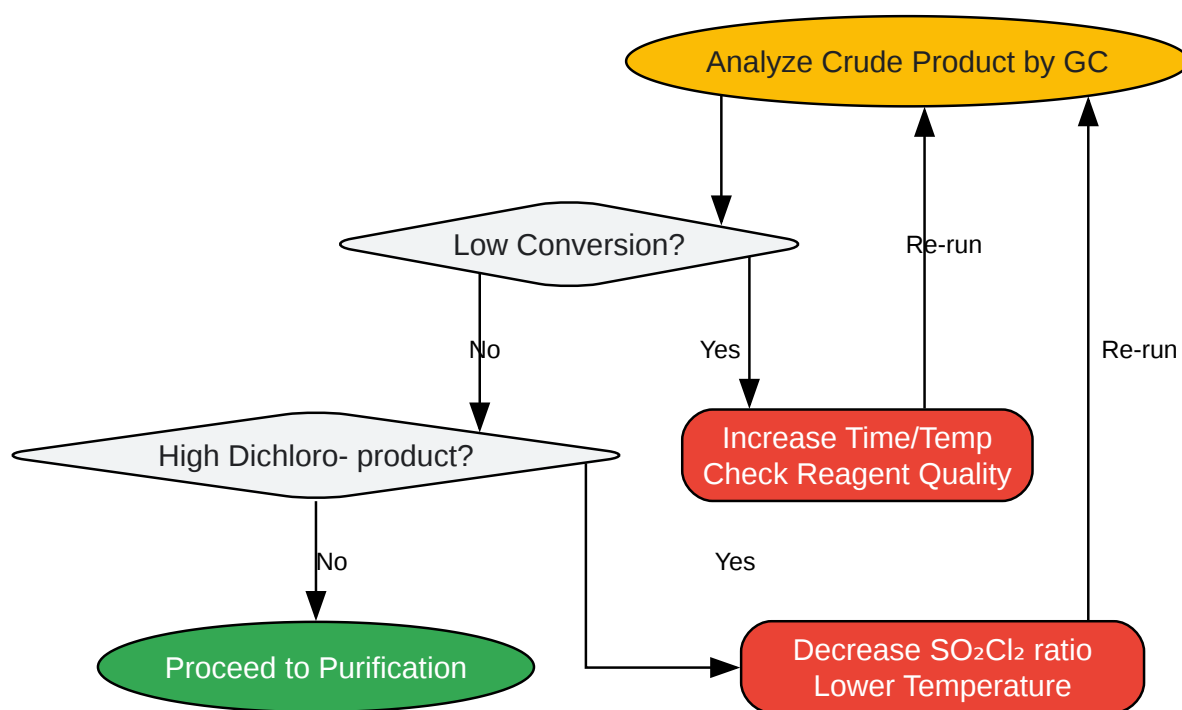 Analyze Crude Product by GC
Low Conversion?
Re-run
No
Yes
Re-run
High Dichloro- product?
Increase Time/Temp
Check Reagent Quality
No
Yes
Proceed to Purification
Decrease SO₂Cl₂ ratio
Lower Temperature